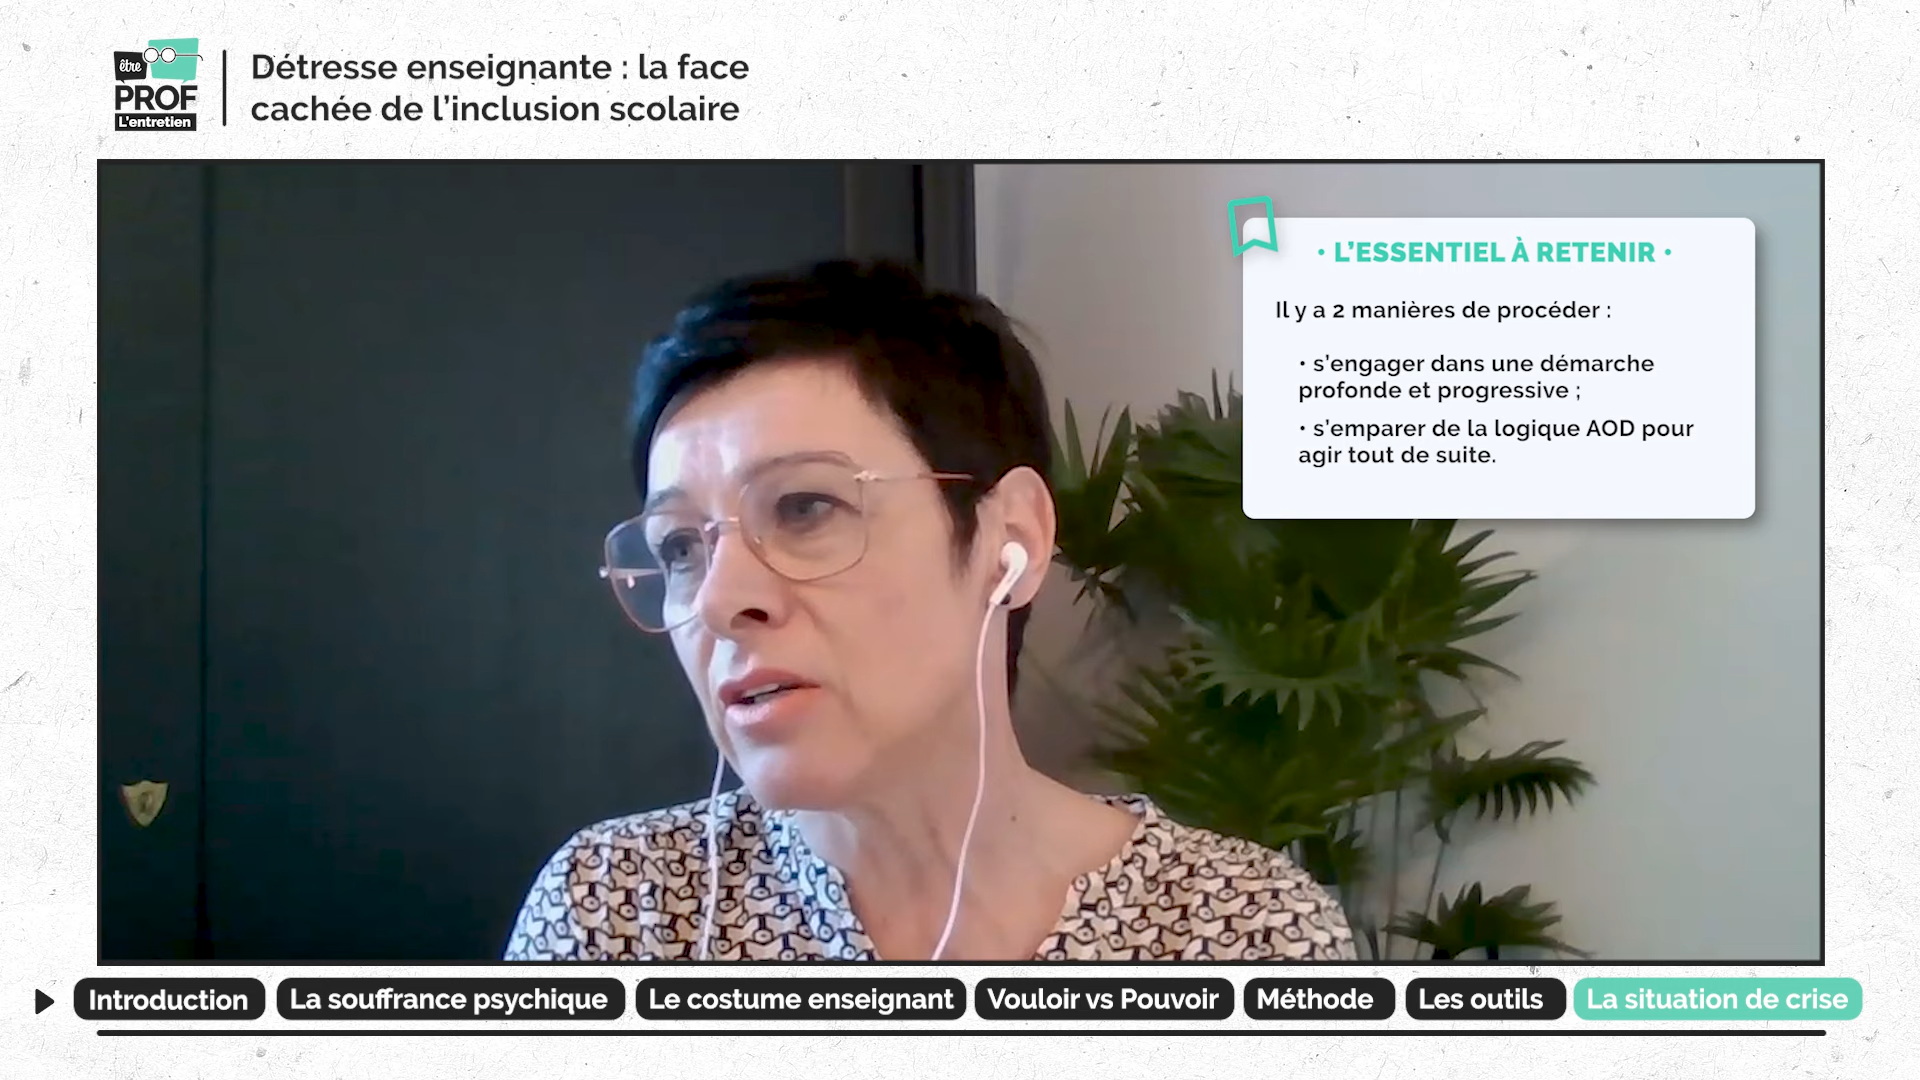 être
PROF
L'entretien
Détresse enseignante : la face
cachée de l'inclusion scolaire
• L'ESSENTIEL À RETENIR •
Il y a 2 manières de procéder :
• s'engager dans une démarche
profonde et progressive ;
• s'emparer de la logique AOD pour
agir tout de suite.
Introduction
La souffrance psychique
Le costume enseignant
Vouloir vs Pouvoir
Méthode
Les outils
La situation de crise